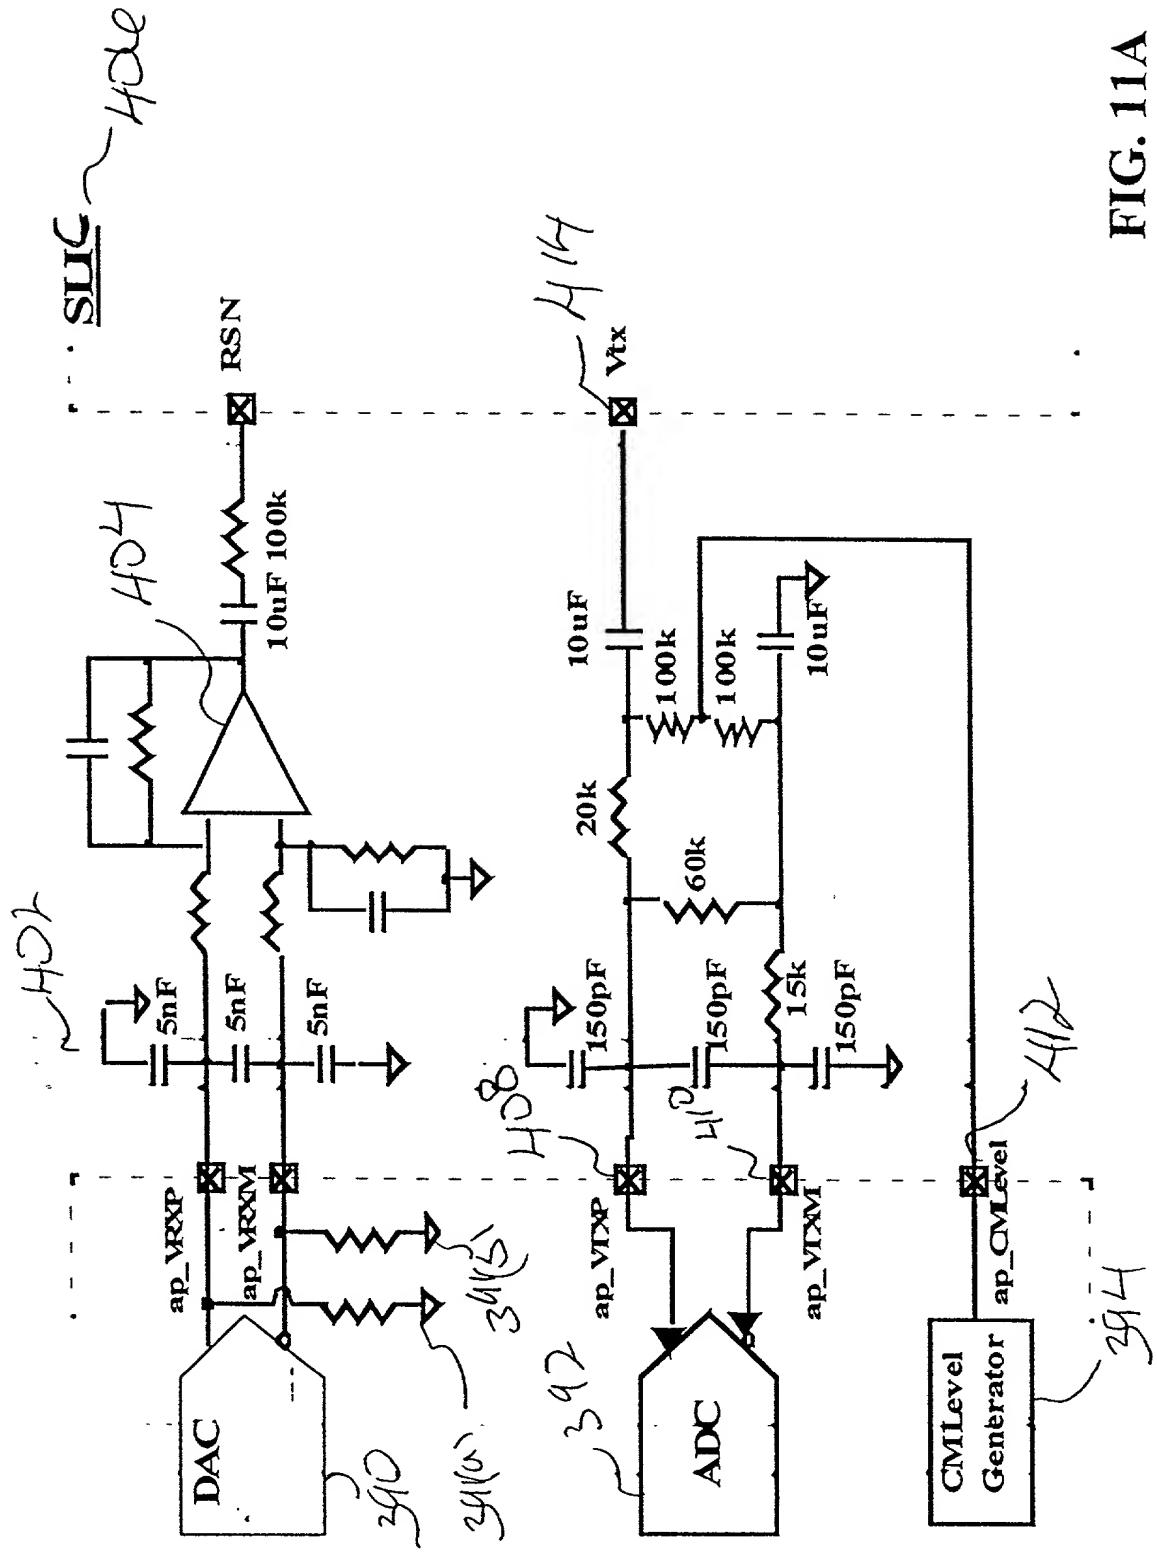 SLIC
406
402
404
5nF
5nF
5nF
10uF
100k
RSN
DAC
ap_VRXP
ap_VRXM
390
391(a)
391(b)
414
Vtx
408
410
150pF
150pF
150pF
20k
60k
15k
10uF
100k
100k
10uF
ADC
392
ap_VTXP
ap_VTXM
CMLevel
Generator
394
ap_CMLevel
412
FIG. 11A